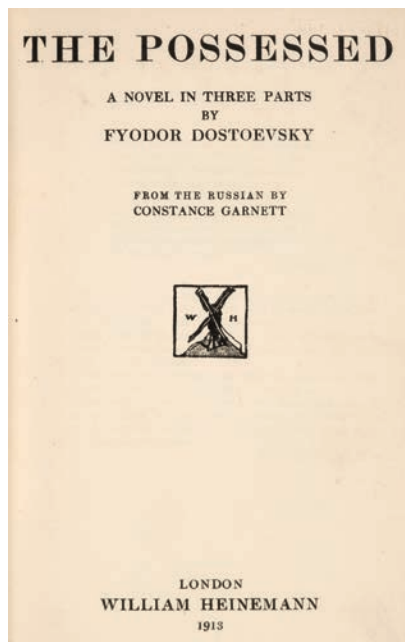 THE POSSESSED
A NOVEL IN THREE PARTS
BY
FYODOR DOSTOEVSKY
FROM THE RUSSIAN BY
CONSTANCE GARNETT
W H
LONDON
WILLIAM HEINEMANN
1913